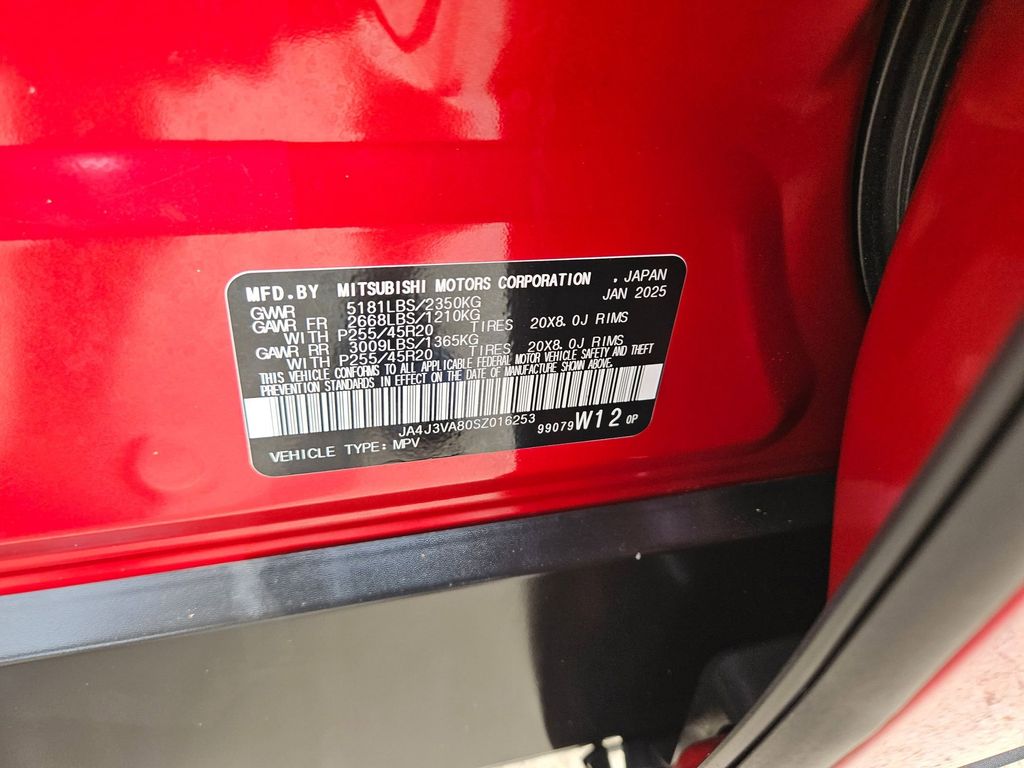 MFD.BY MITSUBISHI MOTORS CORPORATION , JAPAN
JAN 2025
GVWR 5181LBS/2350KG
GAWR FR 2668LBS/1210KG
WITH P255/45R20 TIRES 20X8.0J RIMS
GAWR RR 3009LBS/1365KG
WITH P255/45R20 TIRES 20X8.0J RIMS
THIS VEHICLE CONFORMS TO ALL APPLICABLE FEDERAL MOTOR VEHICLE SAFETY AND THEFT
PREVENTION STANDARDS IN EFFECT ON THE DATE OF MANUFACTURE SHOWN ABOVE.
JA4J3VA80SZ016253
99079 W12 0P
VEHICLE TYPE: MPV